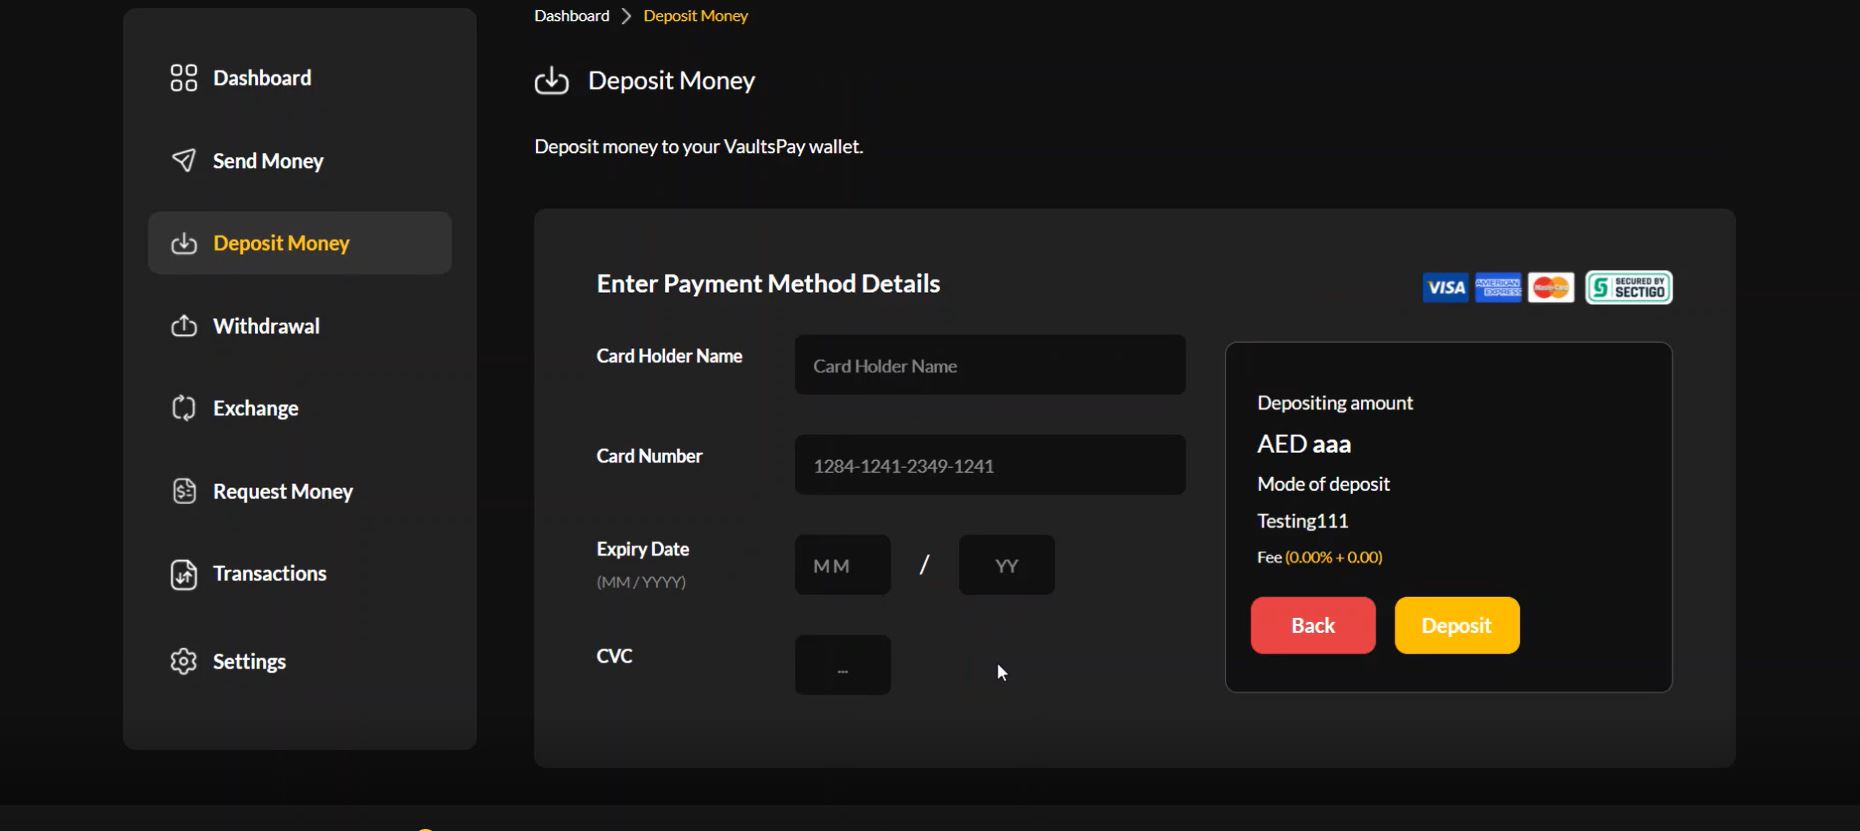 Dashboard
Send Money
Deposit Money
Withdrawal
Exchange
Request Money
Transactions
Settings
Dashboard > Deposit Money
Deposit Money
Deposit money to your VaultsPay wallet.
Enter Payment Method Details
VISA AMERICAN EXPRESS MasterCard SECURED BY SECTIGO
Card Holder Name Card Holder Name
Card Number 1284-1241-2349-1241
Expiry Date MM / YY
(MM / YYYY)
CVC ...
Depositing amount
AED aaa
Mode of deposit
Testing111
Fee (0.00% + 0.00)
Back Deposit